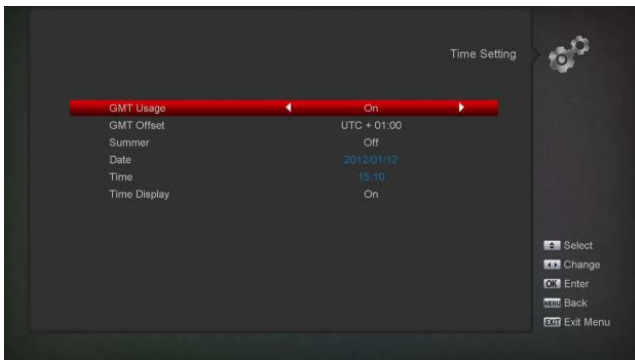 Time Setting
GMT Usage On
GMT Offset UTC + 01:00
Summer Off
Date 2012/01/12
Time 15:10
Time Display On
Select
Change
OK Enter
MENU Back
EXIT Exit Menu